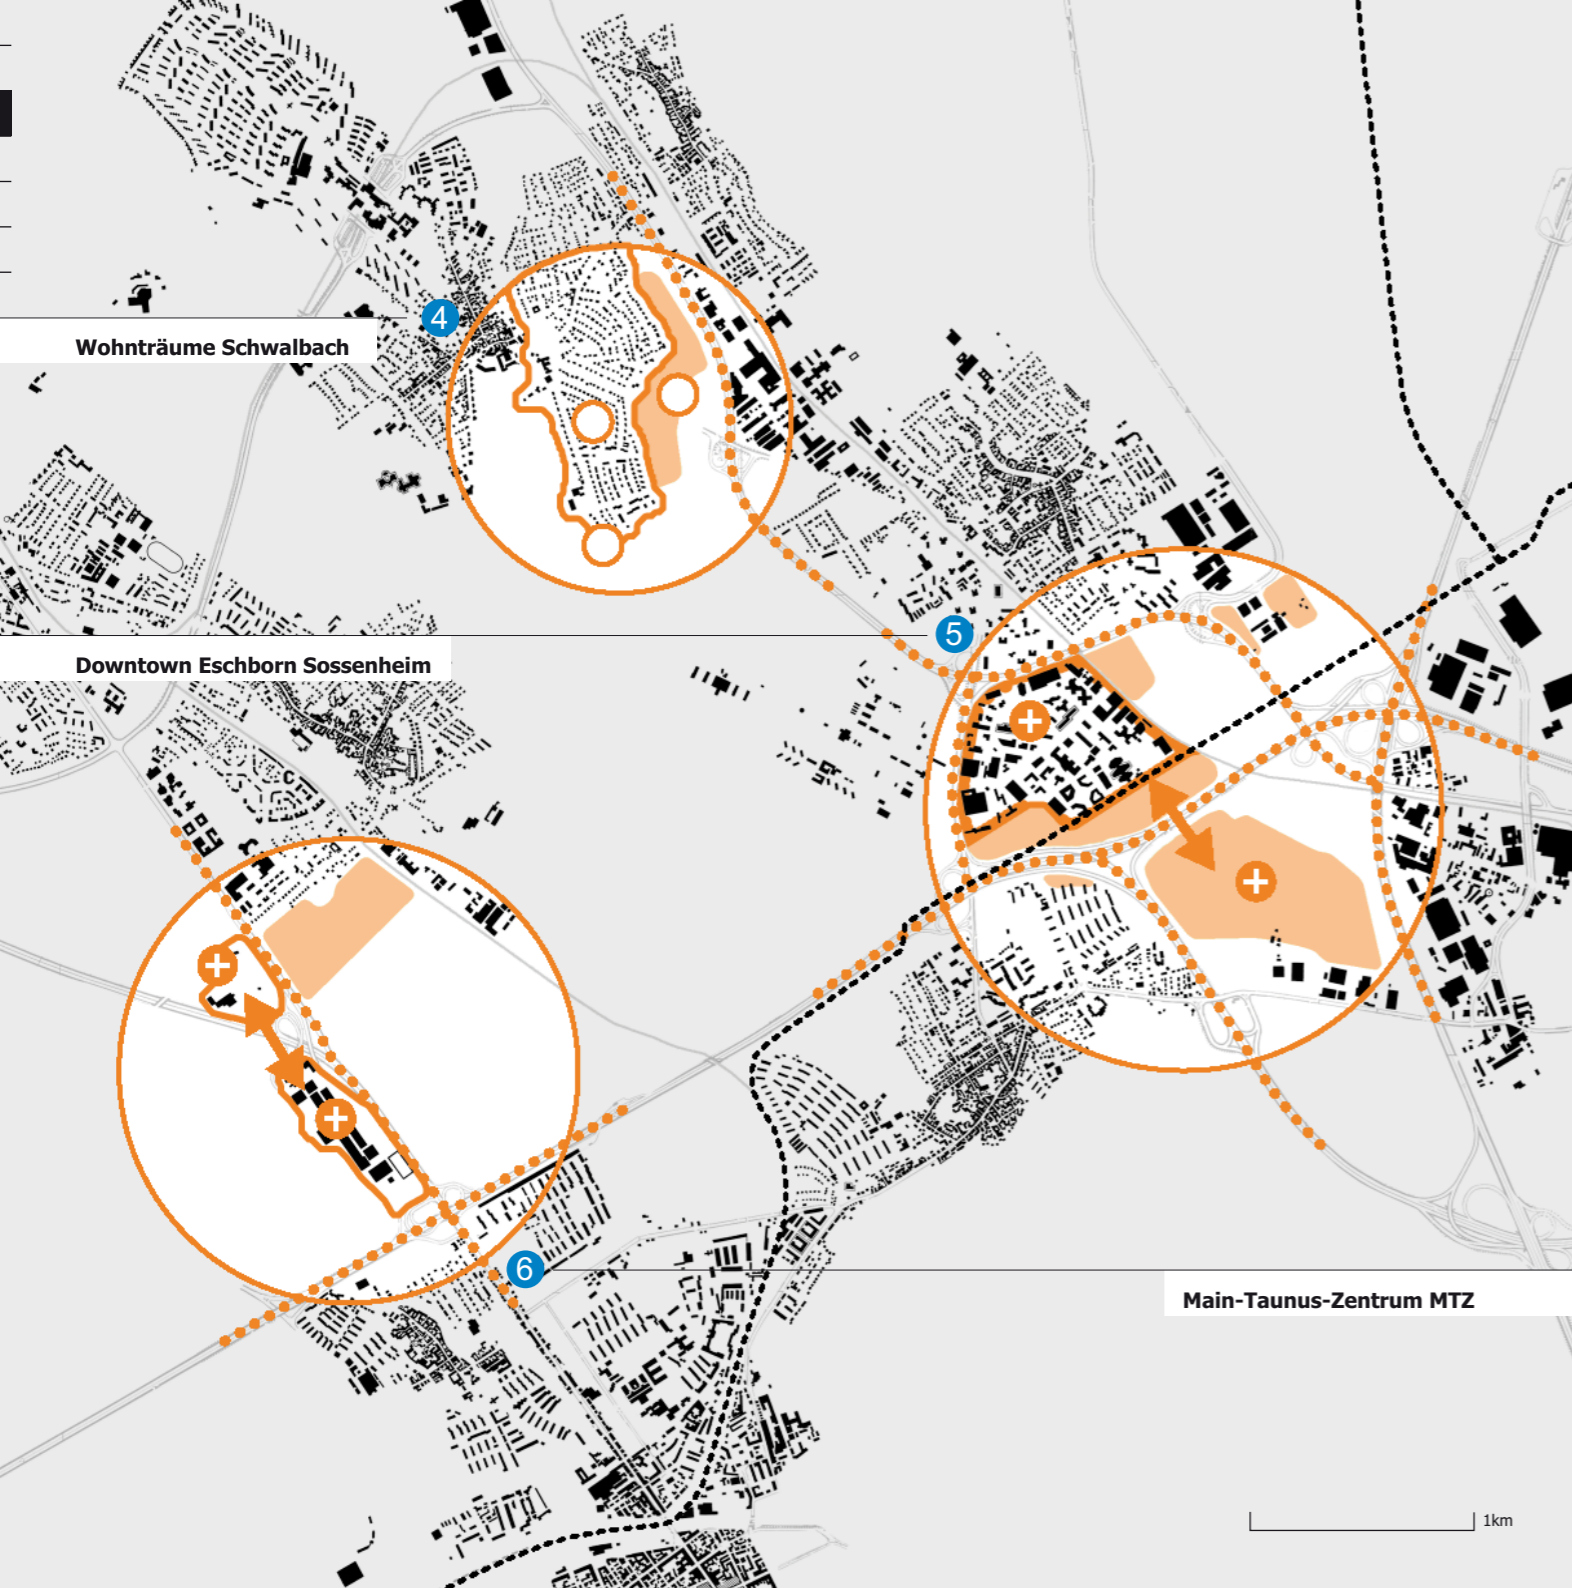 4
Wohnträume Schwalbach
5
Downtown Eschborn Sossenheim
6
Main-Taunus-Zentrum MTZ
1km